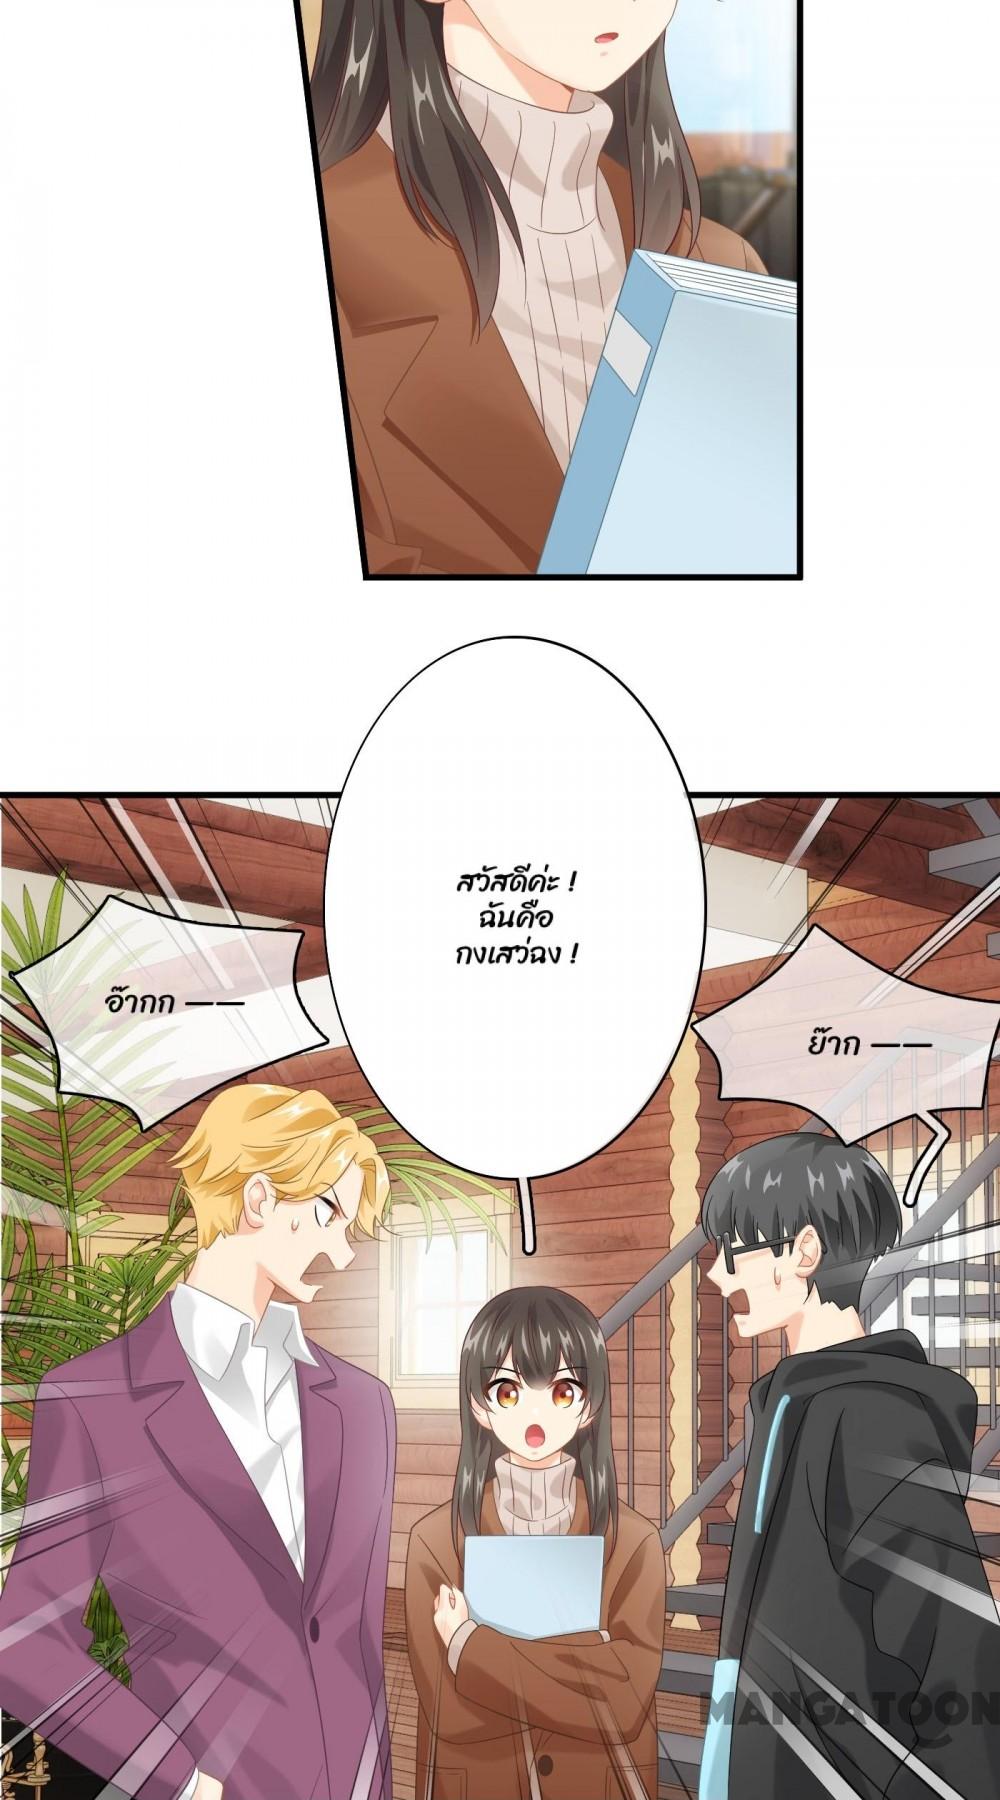 สวัสดีค่ะ !
ฉันคือ
กงเสว่ฉง !
อ๊ากก ——
ย๊าก ——
MANGATOON